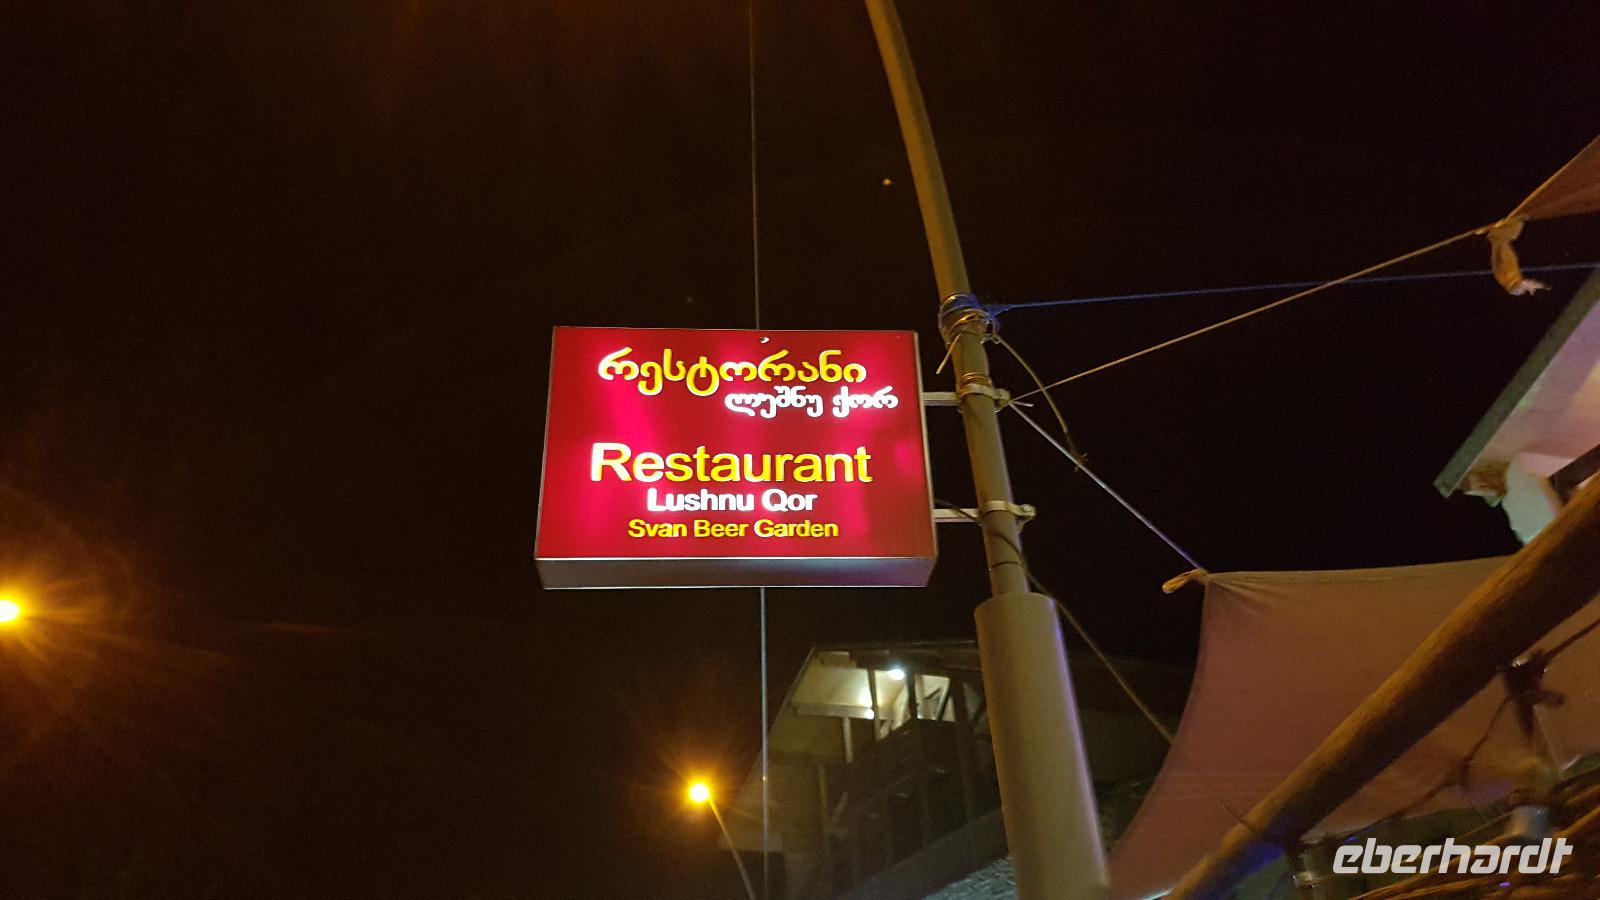 რესტორანი
ლუშნუ ქორ
Restaurant
Lushnu Qor
Svan Beer Garden
eberhardt